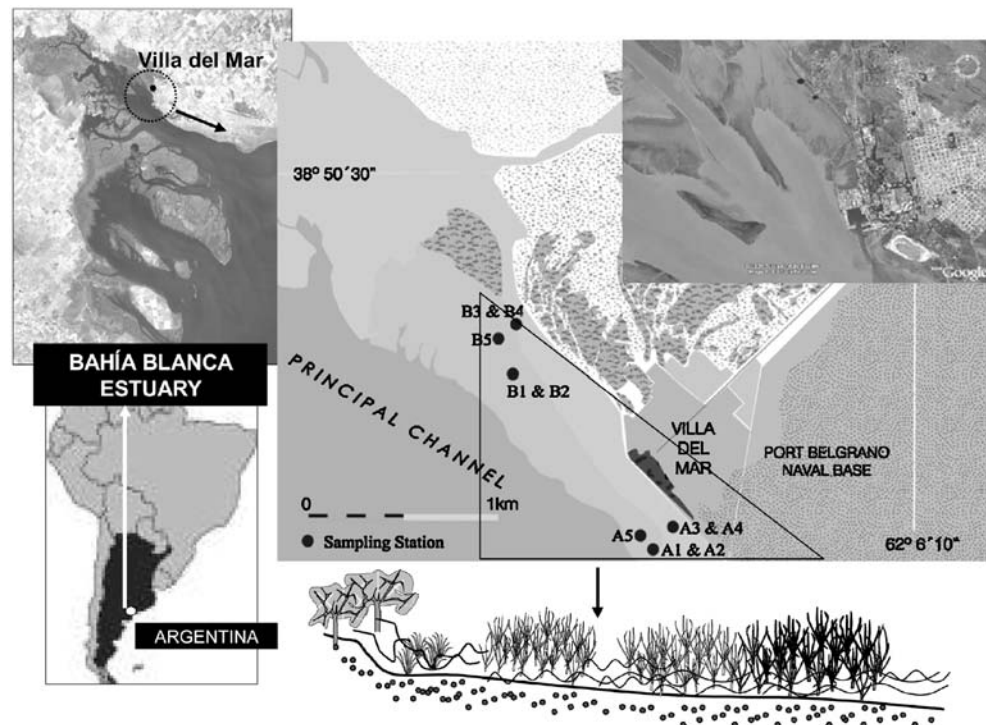 Villa del Mar
BAHÍA BLANCA
ESTUARY
ARGENTINA
38º 50´30"
B3 & B4
B5
B1 & B2
PRINCIPAL CHANNEL
VILLA
DEL
MAR
PORT BELGRANO
NAVAL BASE
0
1km
Sampling Station
A5
A3 & A4
A1 & A2
62º 6´10"
Google